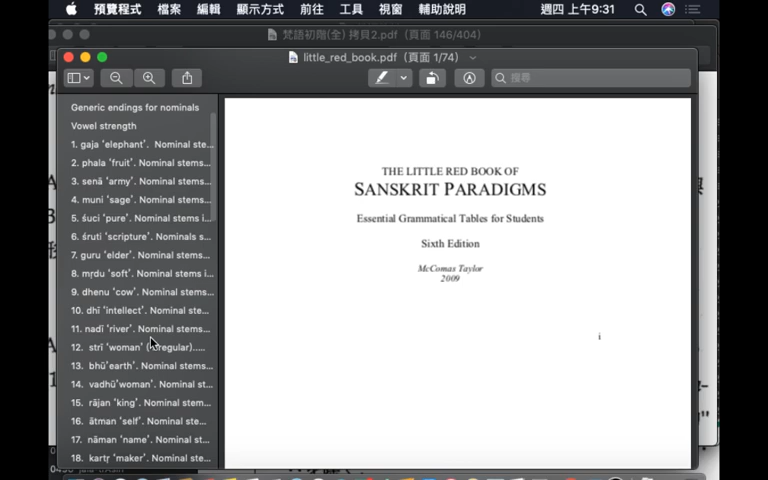 預覽程式 檔案 編輯 顯示方式 前往 工具 視窗 輔助說明 週四 上午9:31
梵語初階(全) 拷貝2.pdf（頁面 146/404）
little_red_book.pdf（頁面 1/74）
搜尋
Generic endings for nominals
Vowel strength
1. gaja ‘elephant’. Nominal ste...
2. phala ‘fruit’. Nominal stems...
3. senā ‘army’. Nominal stems...
4. muni ‘sage’. Nominal stems...
5. śuci ‘pure’. Nominal stems i...
6. śruti ‘scripture’. Nominals s...
7. guru ‘elder’. Nominal stems...
8. mṛdu ‘soft’. Nominal stems i...
9. dhenu ‘cow’. Nominal stems...
10. dhī ‘intellect’. Nominal ste...
11. nadī ‘river’. Nominal stems...
12. strī ‘woman’
13. bhū‘earth’. Nominal stems...
14. vadhū‘woman’. Nominal st...
15. rājan ‘king’. Nominal stem...
16. ātman ‘self’. Nominal ste...
17. nāman ‘name’. Nominal st...
18. kartṛ ‘maker’. Nominal ste...
THE LITTLE RED BOOK OF
SANSKRIT PARADIGMS
Essential Grammatical Tables for Students
Sixth Edition
McComas Taylor
2009
i